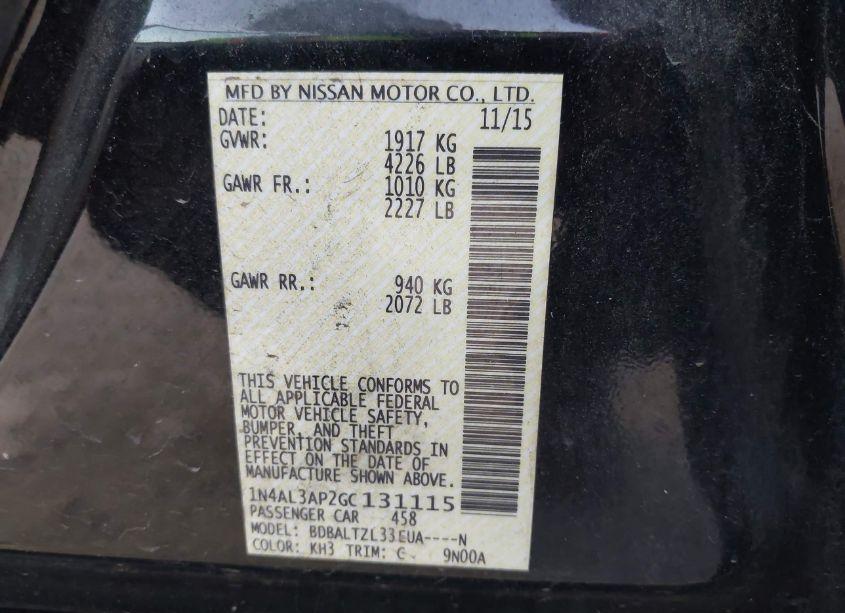 MFD BY NISSAN MOTOR CO., LTD.
DATE: 11/15
GVWR: 1917 KG
4226 LB
GAWR FR.: 1010 KG
2227 LB
GAWR RR.: 940 KG
2072 LB
THIS VEHICLE CONFORMS TO
ALL APPLICABLE FEDERAL
MOTOR VEHICLE SAFETY,
BUMPER, AND THEFT
PREVENTION STANDARDS IN
EFFECT ON THE DATE OF
MANUFACTURE SHOWN ABOVE.
1N4AL3AP2GC131115
PASSENGER CAR 458
MODEL: BDBALTZL33EUA----N
COLOR: KH3 TRIM: C 9N00A